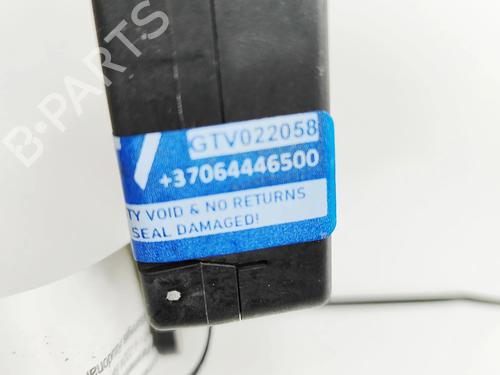 B-PARTS
GTV022058
+37064446500
TY VOID & NO RETURNS
SEAL DAMAGED!